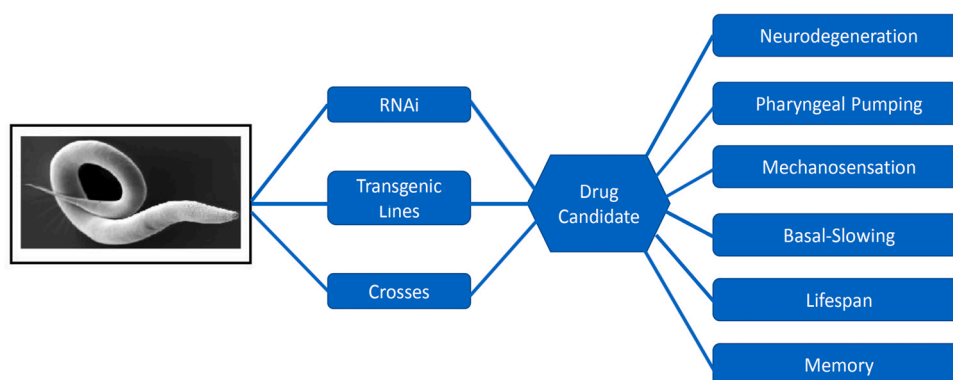 RNAi
Transgenic
Lines
Crosses
Drug
Candidate
Neurodegeneration
Pharyngeal Pumping
Mechanosensation
Basal-Slowing
Lifespan
Memory